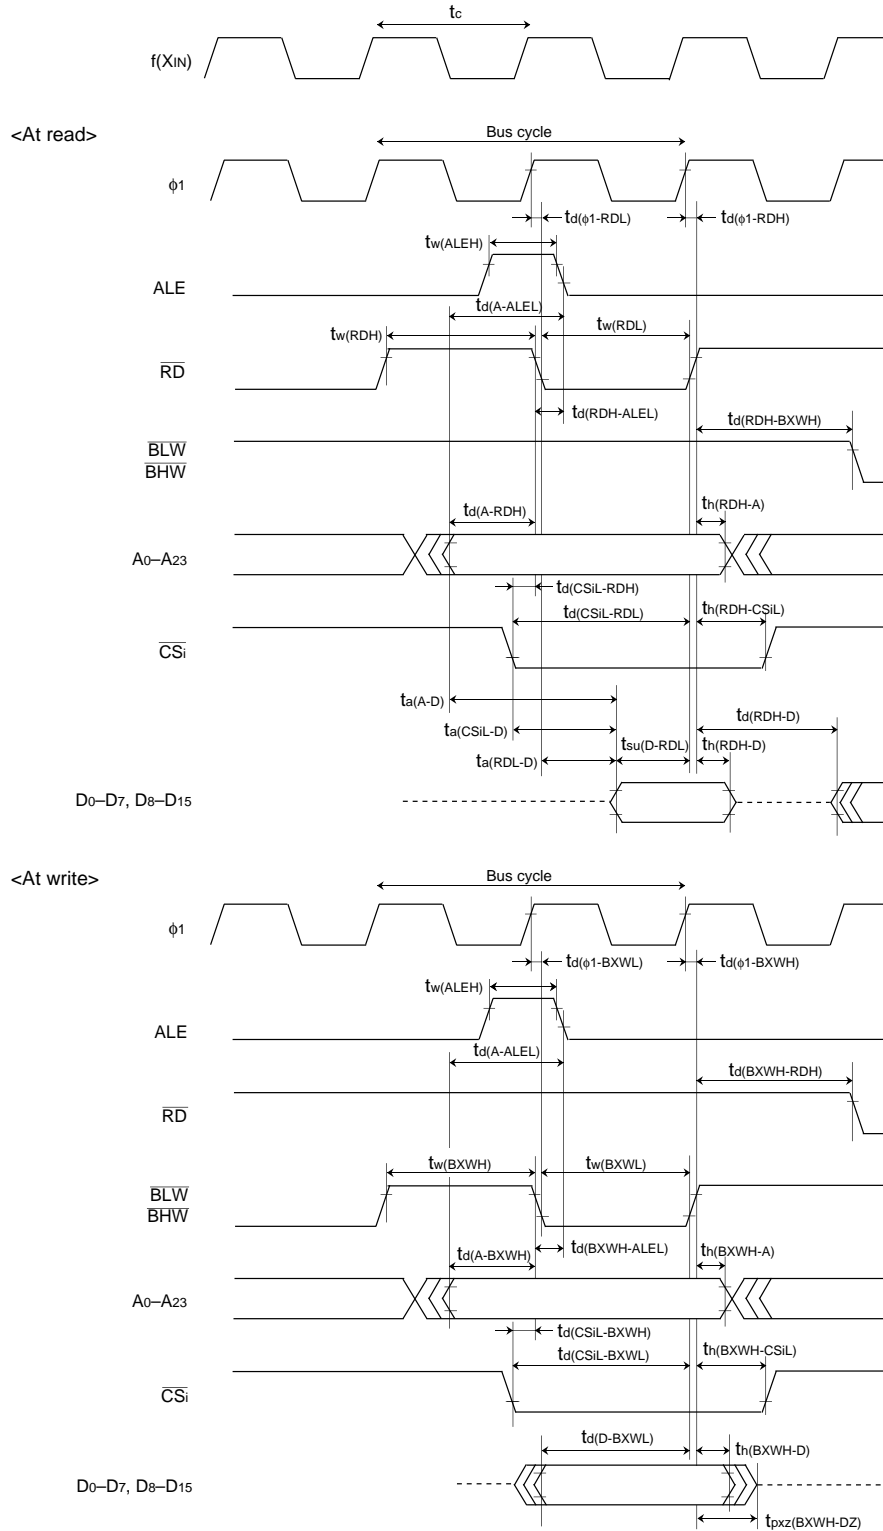 tc
f(XIN)
<At read>
Bus cycle
ϕ1
td(ϕ1-RDL)
td(ϕ1-RDH)
tw(ALEH)
ALE
td(A-ALEL)
tw(RDH)
tw(RDL)
RD
td(RDH-ALEL)
td(RDH-BXWH)
BLW
BHW
th(RDH-A)
td(A-RDH)
A0–A23
td(CSiL-RDH)
td(CSiL-RDL)
th(RDH-CSiL)
CSi
ta(A-D)
td(RDH-D)
ta(CSiL-D)
tsu(D-RDL)
th(RDH-D)
ta(RDL-D)
D0–D7, D8–D15
<At write>
Bus cycle
ϕ1
td(ϕ1-BXWL)
td(ϕ1-BXWH)
tw(ALEH)
ALE
td(A-ALEL)
td(BXWH-RDH)
RD
tw(BXWH)
tw(BXWL)
BLW
BHW
td(A-BXWH)
td(BXWH-ALEL)
th(BXWH-A)
A0–A23
td(CSiL-BXWH)
td(CSiL-BXWL)
th(BXWH-CSiL)
CSi
td(D-BXWL)
th(BXWH-D)
D0–D7, D8–D15
tpxz(BXWH-DZ)